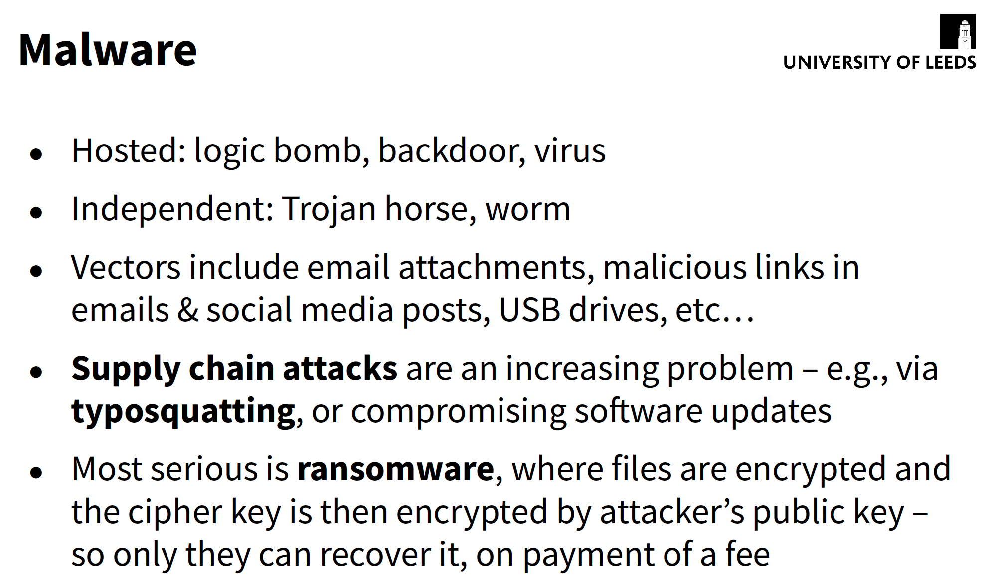 Malware
UNIVERSITY OF LEEDS
• Hosted: logic bomb, backdoor, virus
• Independent: Trojan horse, worm
• Vectors include email attachments, malicious links in
emails & social media posts, USB drives, etc…
• Supply chain attacks are an increasing problem – e.g., via
typosquatting, or compromising software updates
• Most serious is ransomware, where files are encrypted and
the cipher key is then encrypted by attacker’s public key –
so only they can recover it, on payment of a fee